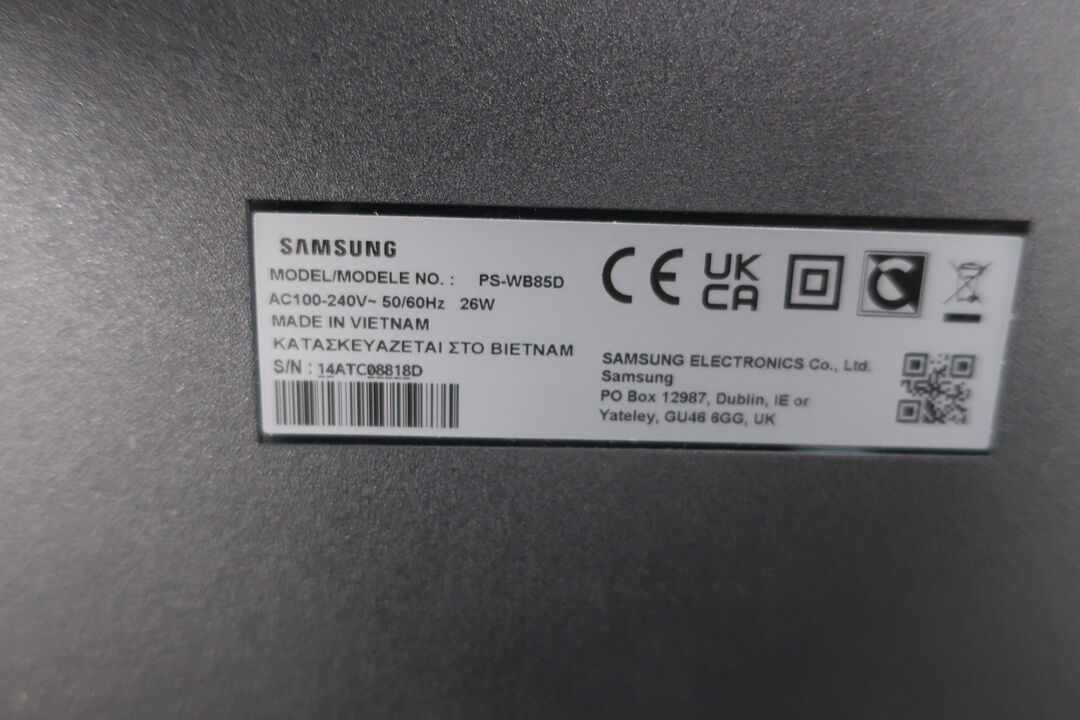 SAMSUNG
MODEL/MODELE NO. : PS-WB85D
AC100-240V~ 50/60Hz 26W
MADE IN VIETNAM
ΚΑΤΑΣΚΕΥΑΖΕΤΑΙ ΣΤΟ ΒΙΕΤΝΑΜ
S/N : 14ATC08818D
CE UK CA
SAMSUNG ELECTRONICS Co., Ltd.
Samsung
PO Box 12987, Dublin, IE or
Yateley, GU46 6GG, UK